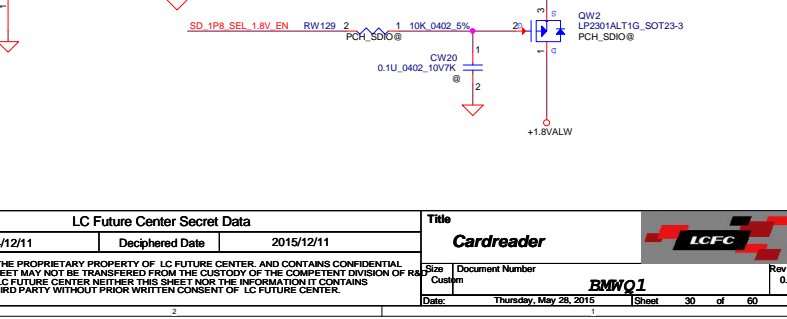 3
S
QW2
SD_1P8_SEL_1.8V_EN RW129 2 1 10K_0402_5% 2
LP2301ALT1G_SOT23-3
PCH_SDIO@
PCH_SDIO@
1
1
D
CW20
0.1U_0402_10V7K
@
2
+1.8VALW
LC Future Center Secret Data
Title
/12/11 Deciphered Date 2015/12/11
Cardreader
LCFC
HE PROPRIETARY PROPERTY OF LC FUTURE CENTER. AND CONTAINS CONFIDENTIAL
EET MAY NOT BE TRANSFERED FROM THE CUSTODY OF THE COMPETENT DIVISION OF R&D
LC FUTURE CENTER NEITHER THIS SHEET NOR THE INFORMATION IT CONTAINS
IRD PARTY WITHOUT PRIOR WRITTEN CONSENT OF LC FUTURE CENTER.
Size Document Number Rev
Custom BMWQ1 0.
Date: Thursday, May 28, 2015 Sheet 30 of 60
2 1